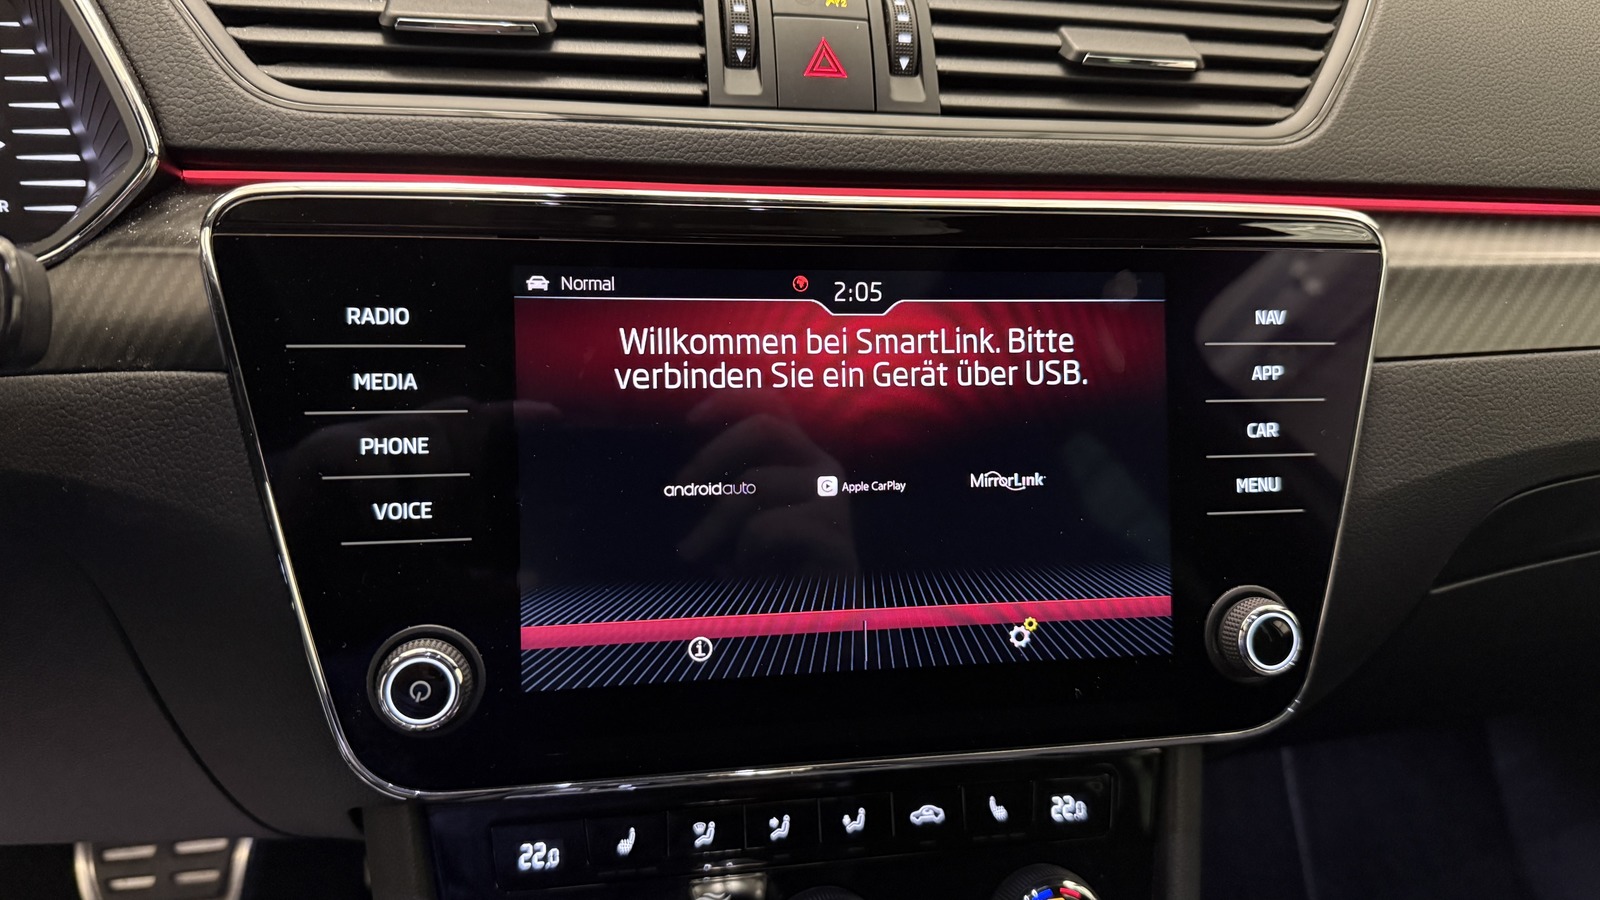 Normal
2:05
RADIO
MEDIA
PHONE
VOICE
Willkommen bei SmartLink. Bitte
verbinden Sie ein Gerät über USB.
androidauto
Apple CarPlay
MirrorLink
NAV
APP
CAR
MENU
22.0
22.0